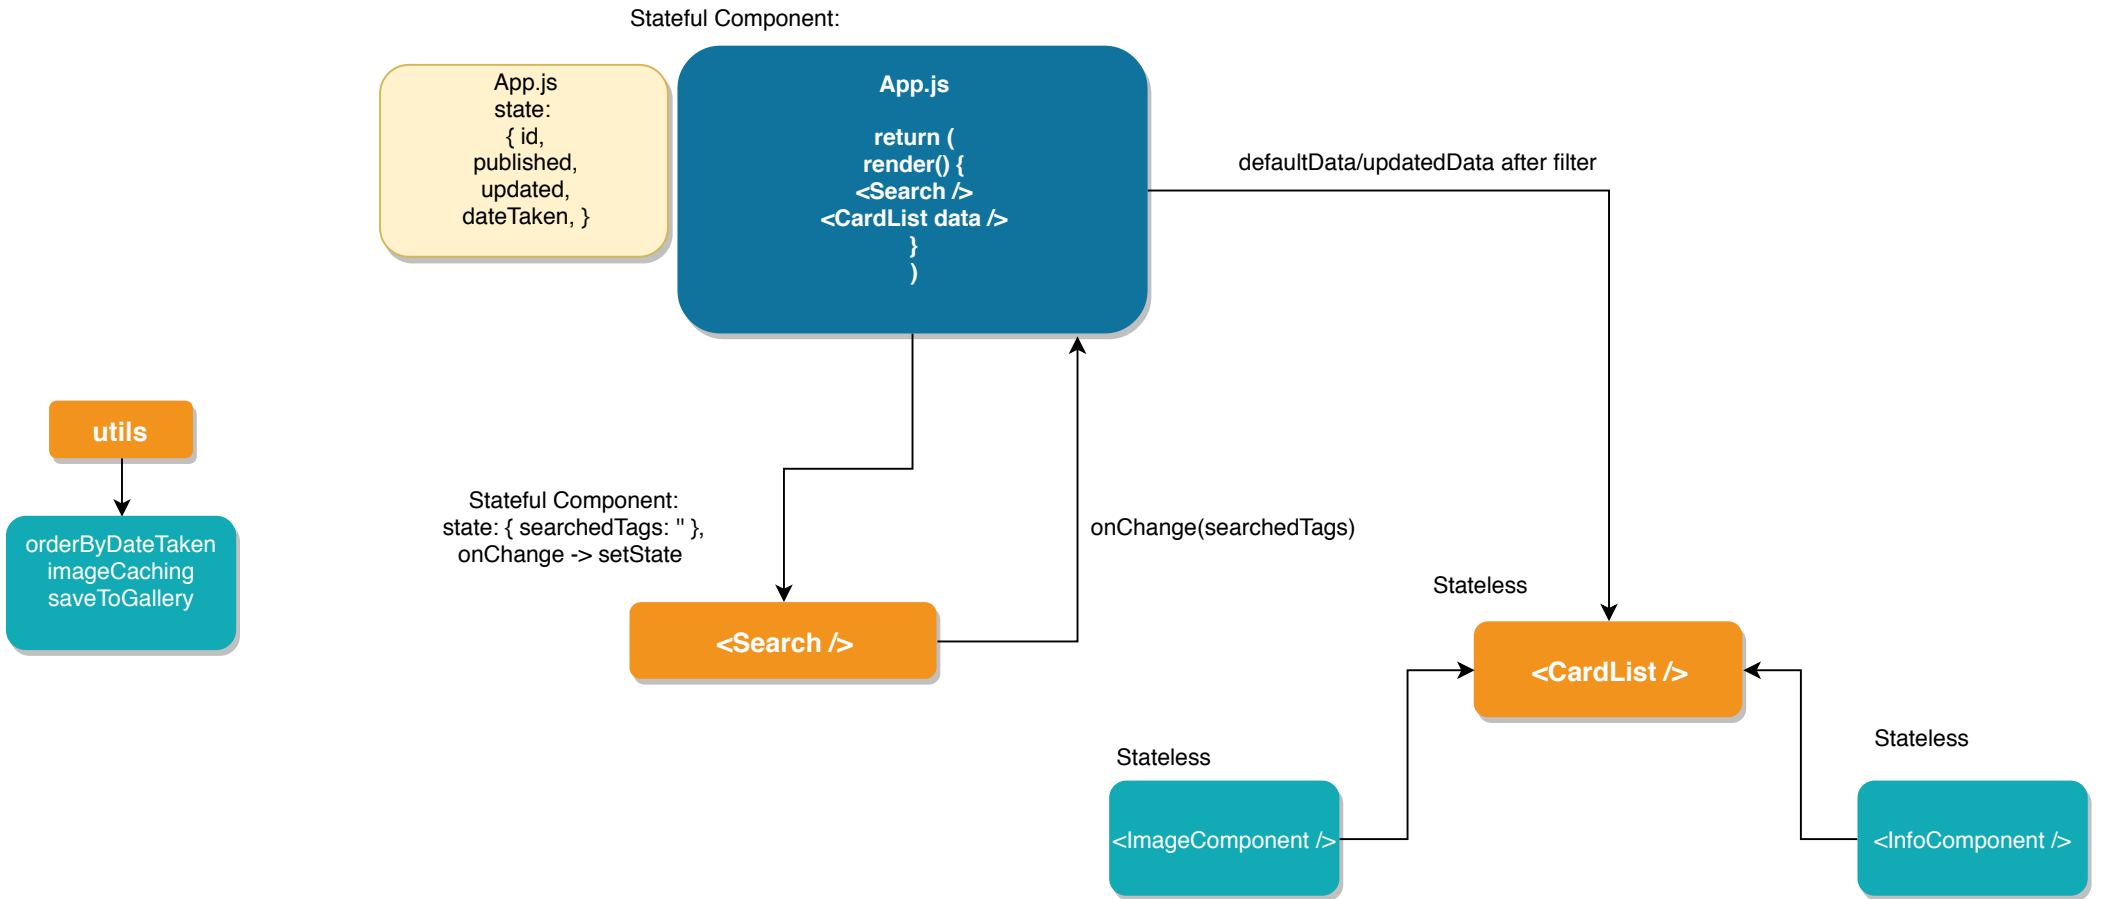 Stateful Component:
App.js
state:
{ id,
published,
updated,
dateTaken, }
App.js
return (
render() {
<Search />
<CardList data />
}
)
defaultData/updatedData after filter
utils
orderByDateTaken
imageCaching
saveToGallery
Stateful Component:
state: { searchedTags: '' },
onChange -> setState
onChange(searchedTags)
<Search />
Stateless
<CardList />
Stateless
<ImageComponent />
Stateless
<InfoComponent />